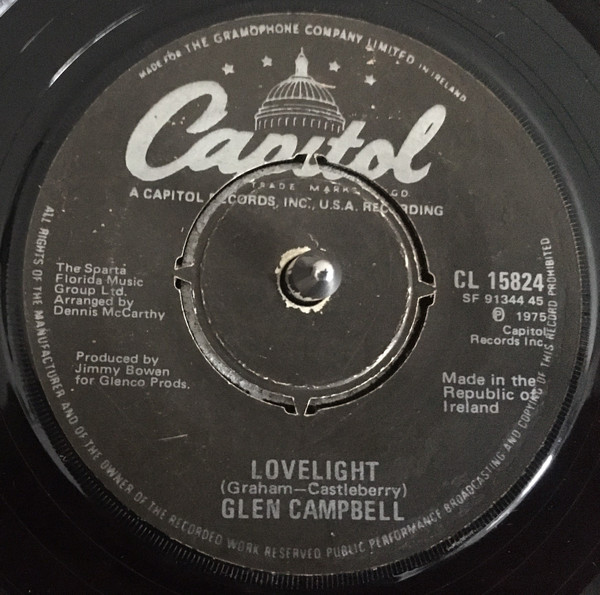 MADE FOR THE GRAMOPHONE COMPANY LIMITED IN IRELAND
Capitol
TRADE MARK
A CAPITOL RECORDS, INC., U.S.A. RECORDING
The Sparta
Florida Music
Group Ltd.
Arranged by
Dennis McCarthy
Produced by
Jimmy Bowen
for Glenco Prods.
CL 15824
SF 91344 45
℗ 1975
Capitol
Records Inc.
Made in the
Republic of
Ireland
LOVELIGHT
(Graham—Castleberry)
GLEN CAMPBELL
ALL RIGHTS OF THE MANUFACTURER AND OF THE OWNER OF THE RECORDED WORK RESERVED PUBLIC PERFORMANCE BROADCASTING AND COPYING OF THIS RECORD PROHIBITED